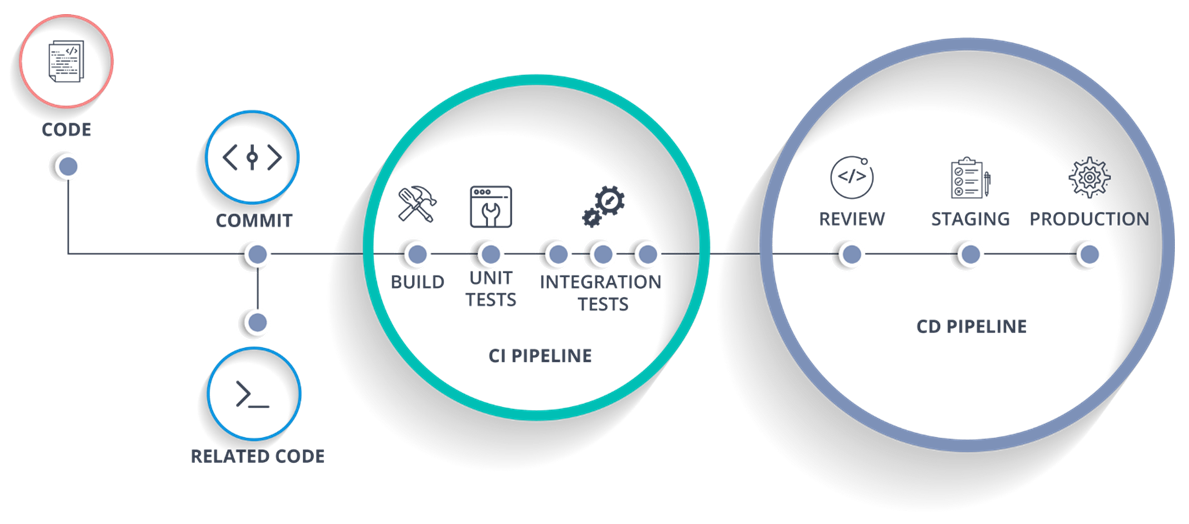 CODE
COMMIT
RELATED CODE
BUILD
UNIT
TESTS
INTEGRATION
TESTS
CI PIPELINE
REVIEW
STAGING
PRODUCTION
CD PIPELINE